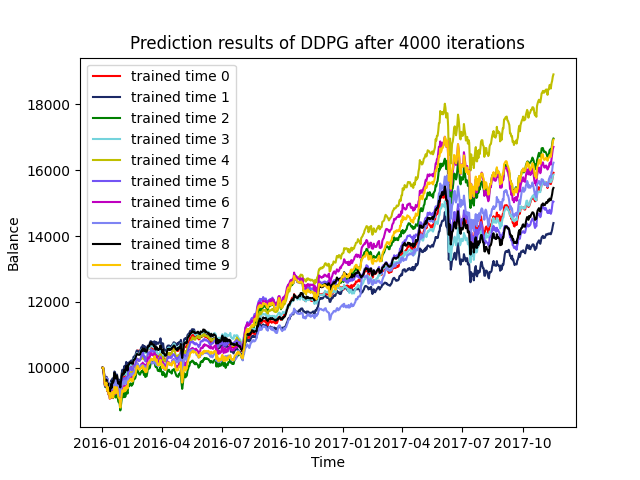 Prediction results of DDPG after 4000 iterations
trained time 0
trained time 1
trained time 2
trained time 3
trained time 4
trained time 5
trained time 6
trained time 7
trained time 8
trained time 9
18000
16000
14000
12000
10000
Balance
2016-01 2016-04 2016-07 2016-10 2017-01 2017-04 2017-07 2017-10
Time